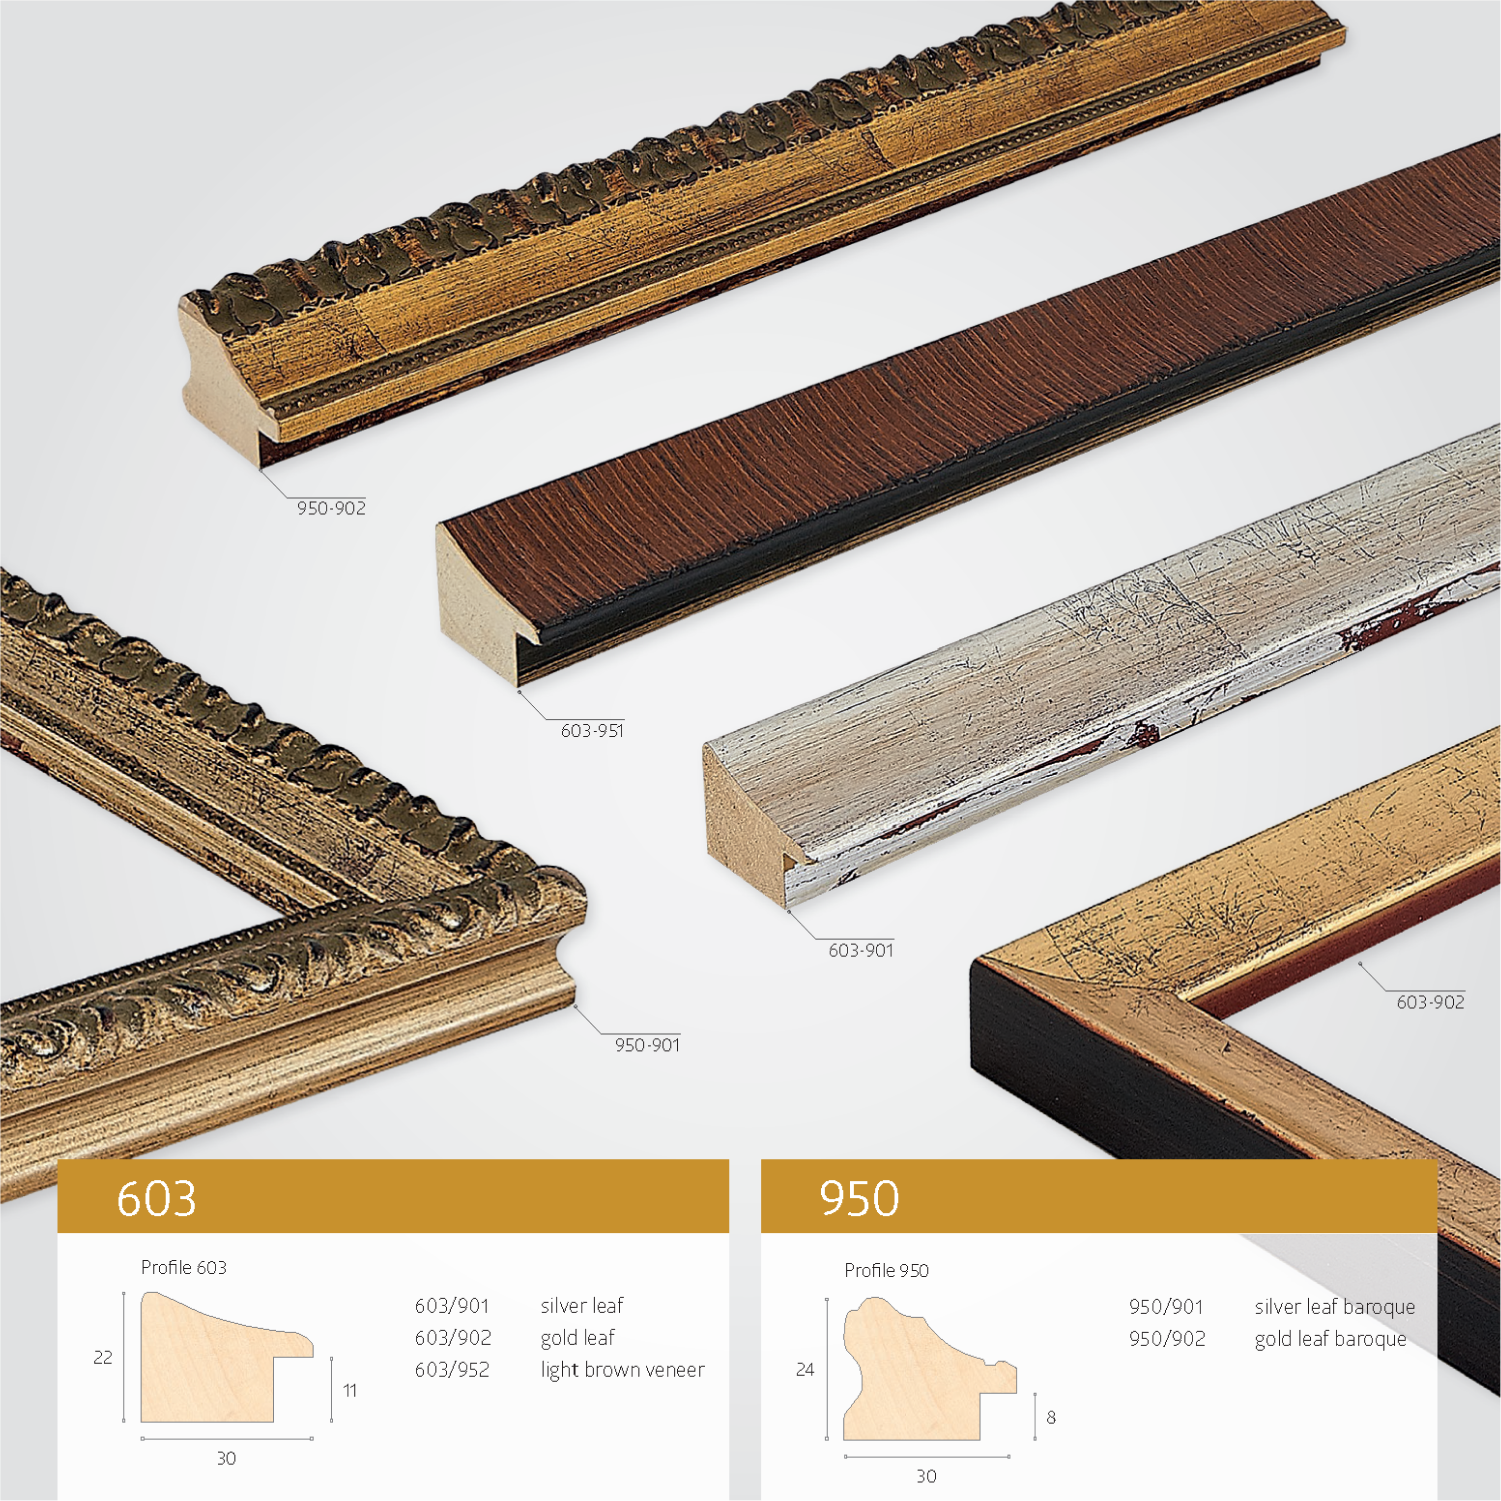 950-902
603-951
603-901
603-902
950-901
603
Profile 603
22
11
30
603/901 silver leaf
603/902 gold leaf
603/952 light brown veneer
950
Profile 950
24
8
30
950/901 silver leaf baroque
950/902 gold leaf baroque